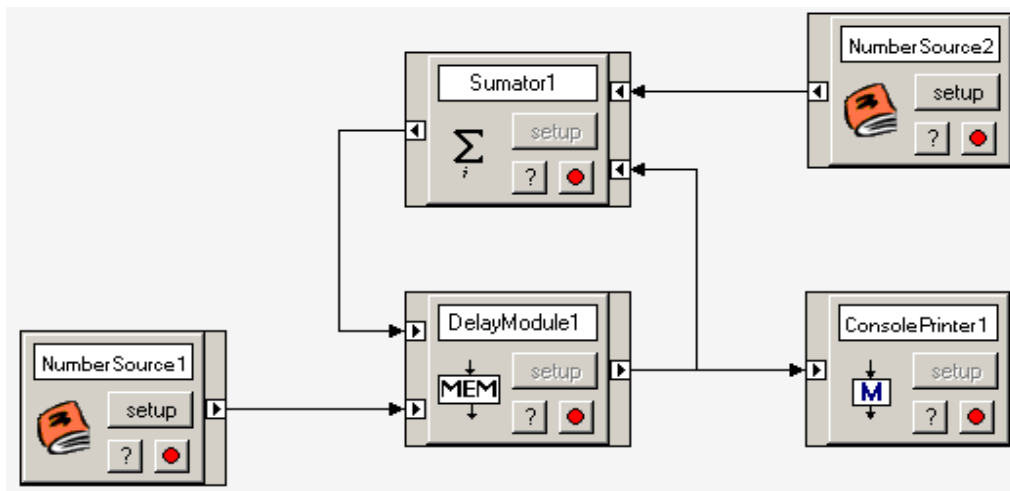 NumberSource2
setup
?
Sumator1
setup
Σ
i
?
DelayModule1
setup
MEM
?
ConsolePrinter1
setup
M
?
NumberSource1
setup
?